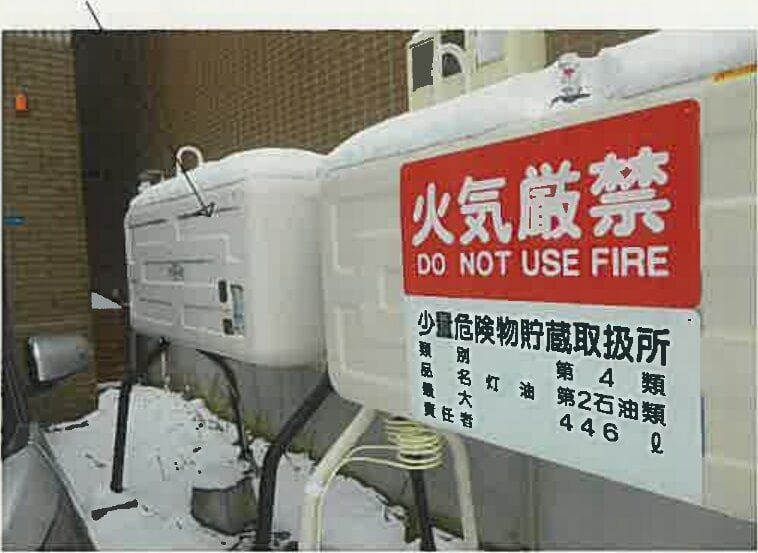 火気厳禁
DO NOT USE FIRE
少量危険物貯蔵取扱所
類別 第4類
品名 灯油 第2石油類
最大 446ℓ
責任者